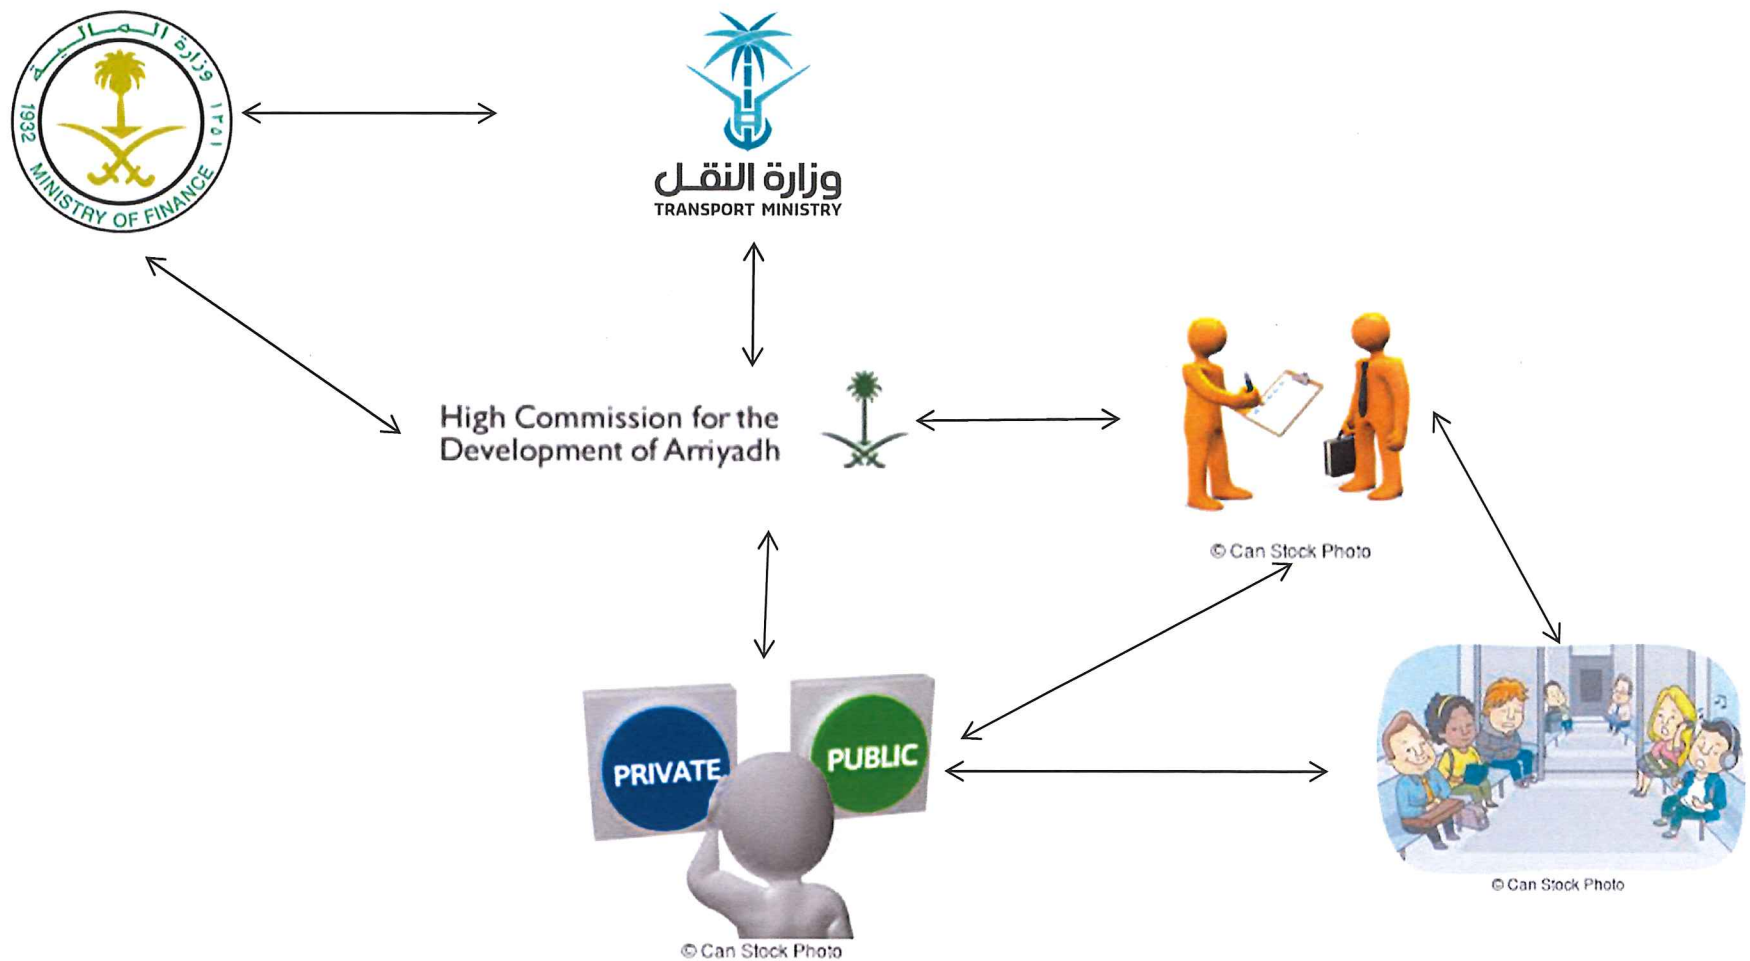 وزارة المالية
١٣٥١
1932
MINISTRY OF FINANCE
وزارة النقل
TRANSPORT MINISTRY
High Commission for the
Development of Arriyadh
© Can Stock Photo
PRIVATE
PUBLIC
© Can Stock Photo
© Can Stock Photo